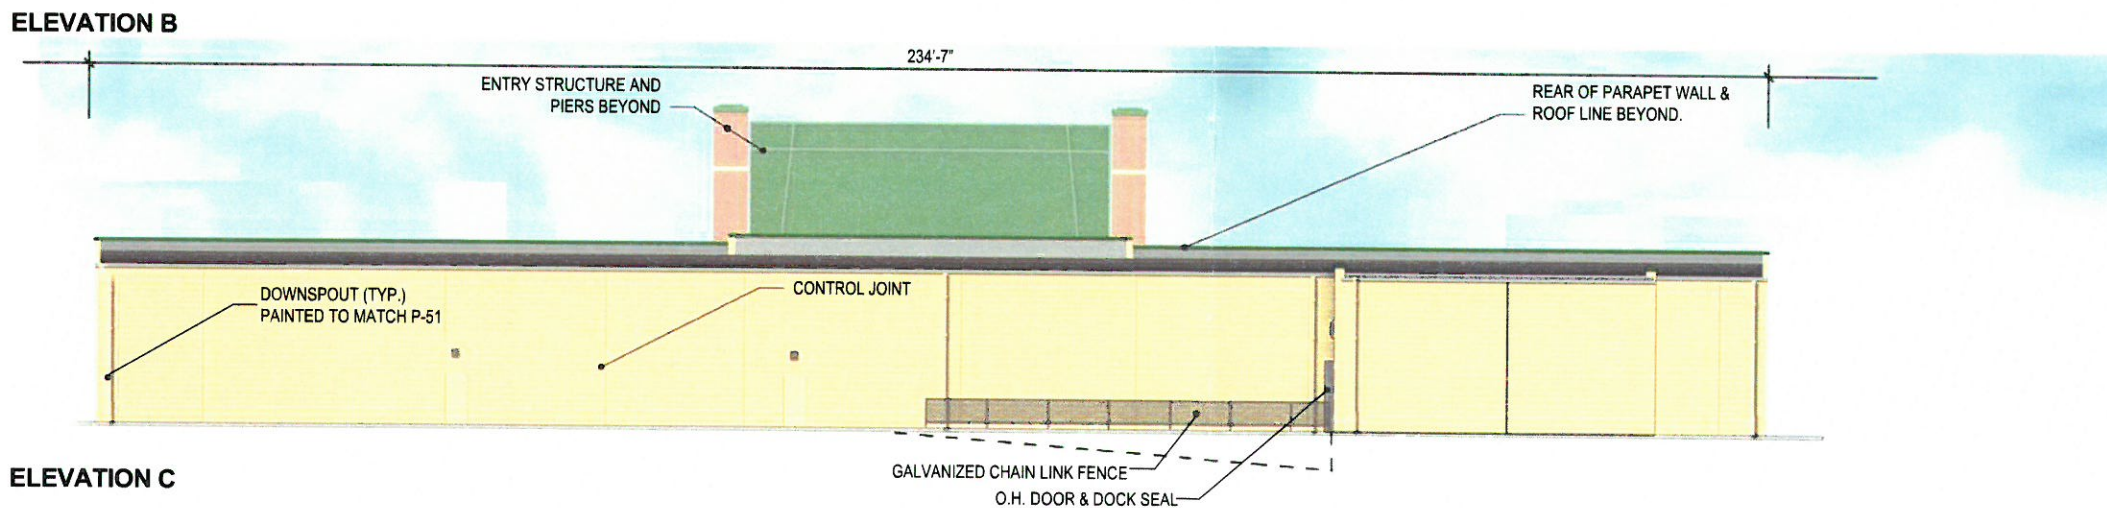 ELEVATION B
234'-7"
ENTRY STRUCTURE AND
PIERS BEYOND
REAR OF PARAPET WALL &
ROOF LINE BEYOND.
DOWNSPOUT (TYP.)
PAINTED TO MATCH P-51
CONTROL JOINT
GALVANIZED CHAIN LINK FENCE
O.H. DOOR & DOCK SEAL
ELEVATION C